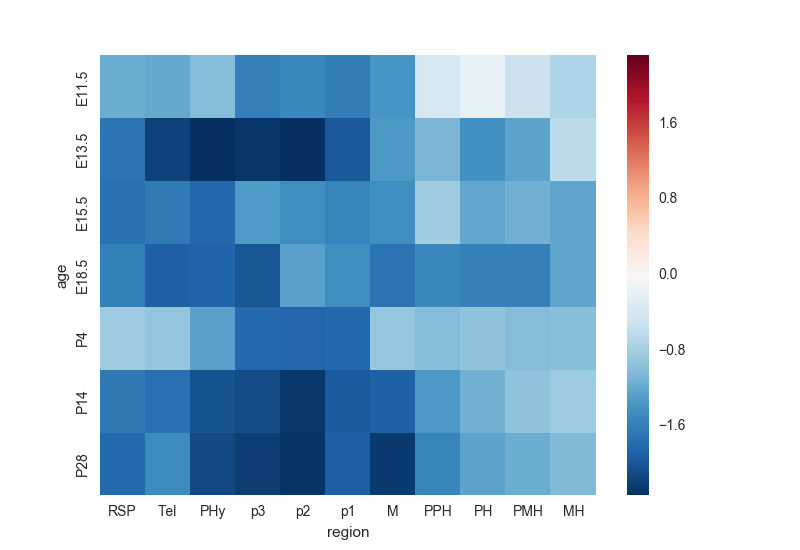 E11.5
E13.5
E15.5
E18.5
P4
P14
P28
age
RSP Tel PHy p3 p2 p1 M PPH PH PMH MH
region
1.6
0.8
0.0
−0.8
−1.6